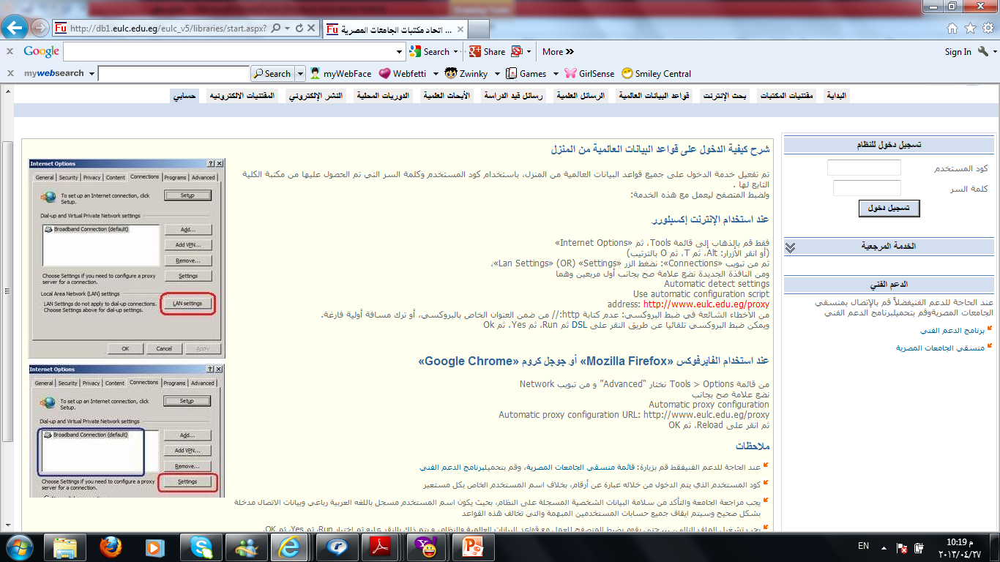 http://db1.eulc.edu.eg/eulc_v5/libraries/start.aspx?
اتحاد مكتبات الجامعات المصرية ...
Google
Search
Share
More
Sign In
mywebsearch
Search
myWebFace
Webfetti
Zwinky
Games
GirlSense
Smiley Central
البداية
مقتنيات المكتبات
بحث الإنترنت
قواعد البيانات العالمية
الرسائل العلمية
رسائل قيد الدراسة
الأبحاث العلمية
الدوريات المحلية
النشر الإلكتروني
المقتنيات الالكترونيه
حسابي
تسجيل دخول للنظام
كود المستخدم
كلمة السر
تسجيل دخول
الخدمة المرجعية
الدعم الفني
عند الحاجة للدعم الفنيفضلاً قم بالإتصال بمنسقي
الجامعات المصريةوقم بتحميلبرنامج الدعم الفني
برنامج الدعم الفني
منسقي الجامعات المصرية
شرح كيفية الدخول على قواعد البيانات العالمية من المنزل
تم تفعيل خدمة الدخول على جميع قواعد البيانات العالمية من المنزل، باستخدام كود المستخدم وكلمة السر التي تم الحصول عليها من مكتبة الكلية
التابع لها .
ولضبط المتصفح ليعمل مع هذه الخدمة:
عند استخدام الإنترنت إكسبلورر
فقط قم بالذهاب إلى قائمة Tools، ثم «Internet Options»
(أو انقر الأزرار: Alt، ثم T، ثم O بالترتيب)
ثم من تبويب «Connections»: نضغط الزر «Settings» (OR) «Lan Settings»،
ومن النافذة الجديدة نضع علامة صح بجانب أول مربعين وهما
Automatic detect settings
Use automatic configuration script
address: http://www.eulc.edu.eg/proxy
من الأخطاء الشائعة في ضبط البروكسي: عدم كتابة http:// من ضمن العنوان الخاص بالبروكسي، أو ترك مسافة أولية فارغة.
ويمكن ضبط البروكسي تلقائيا عن طريق النقر على DSL ثم Run، ثم Yes، ثم Ok
عند استخدام الفايرفوكس «Mozilla Firefox» أو جوجل كروم «Google Chrome»
من قائمة Tools > Options نختار “Advanced” و من تبويب Network
نضع علامة صح بجانب
Automatic proxy configuration
Automatic proxy configuration URL: http://www.eulc.edu.eg/proxy
ثم انقر على Reload، ثم OK
ملاحظات
عند الحاجة للدعم الفنيفقط قم بزيارة: قائمة منسقي الجامعات المصرية، وقم بتحميلبرنامج الدعم الفني
كود المستخدم الذي يتم الدخول من خلاله عبارة عن أرقام، بخلاف اسم المستخدم الخاص بكل مستعير
يجب مراجعة الجامعة والتأكد من سلامة البيانات الشخصية المسجلة على النظام، بحيث يكون اسم المستخدم مسجل باللغه العربية رباعي وبيانات الاتصال مدخلة
بشكل صحيح وسيتم ايقاف جميع حسابات المستخدمين المبهمة والتي تخالف هذه القواعد
Internet Options
General
Security
Privacy
Content
Connections
Programs
Advanced
To set up an Internet connection, click
Setup.
Setup
Dial-up and Virtual Private Network settings
Broadband Connection (default)
Add...
Add VPN...
Remove...
Choose Settings if you need to configure a proxy
server for a connection.
Settings
Local Area Network (LAN) settings
LAN Settings do not apply to dial-up connections.
Choose Settings above for dial-up settings.
LAN settings
OK
Cancel
Apply
Internet Options
General
Security
Privacy
Content
Connections
Programs
Advanced
To set up an Internet connection, click
Setup.
Setup
Dial-up and Virtual Private Network settings
Broadband Connection (default)
Add...
Add VPN...
Remove...
Choose Settings if you need to configure a proxy
server for a connection.
Settings
EN
10:19 م
٢٠١٣/٠٤/٢٧